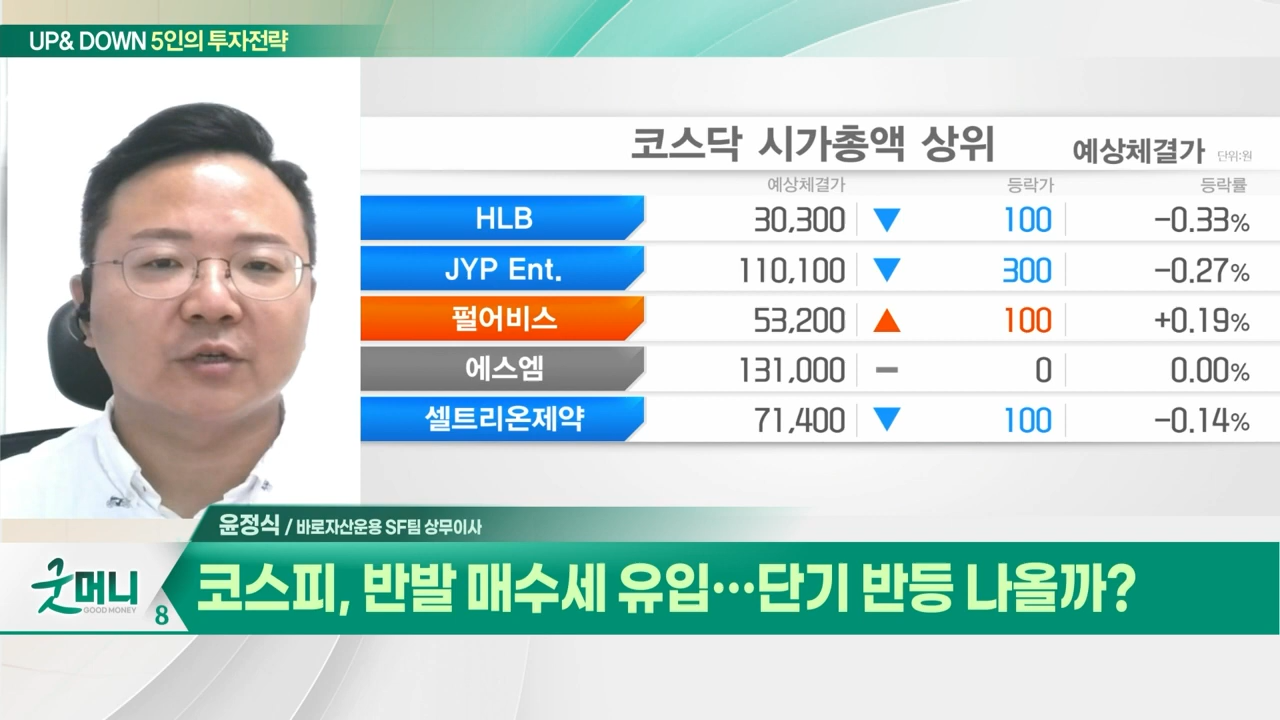 UP& DOWN 5인의 투자전략
코스닥 시가총액 상위 예상체결가 단위:원
예상체결가 등락가 등락률
HLB 30,300 ▼ 100 -0.33%
JYP Ent. 110,100 ▼ 300 -0.27%
펄어비스 53,200 ▲ 100 +0.19%
에스엠 131,000 - 0 0.00%
셀트리온제약 71,400 ▼ 100 -0.14%
윤정식 / 바로자산운용 SF팀 상무이사
굿머니
GOOD MONEY
8
코스피, 반발 매수세 유입…단기 반등 나올까?